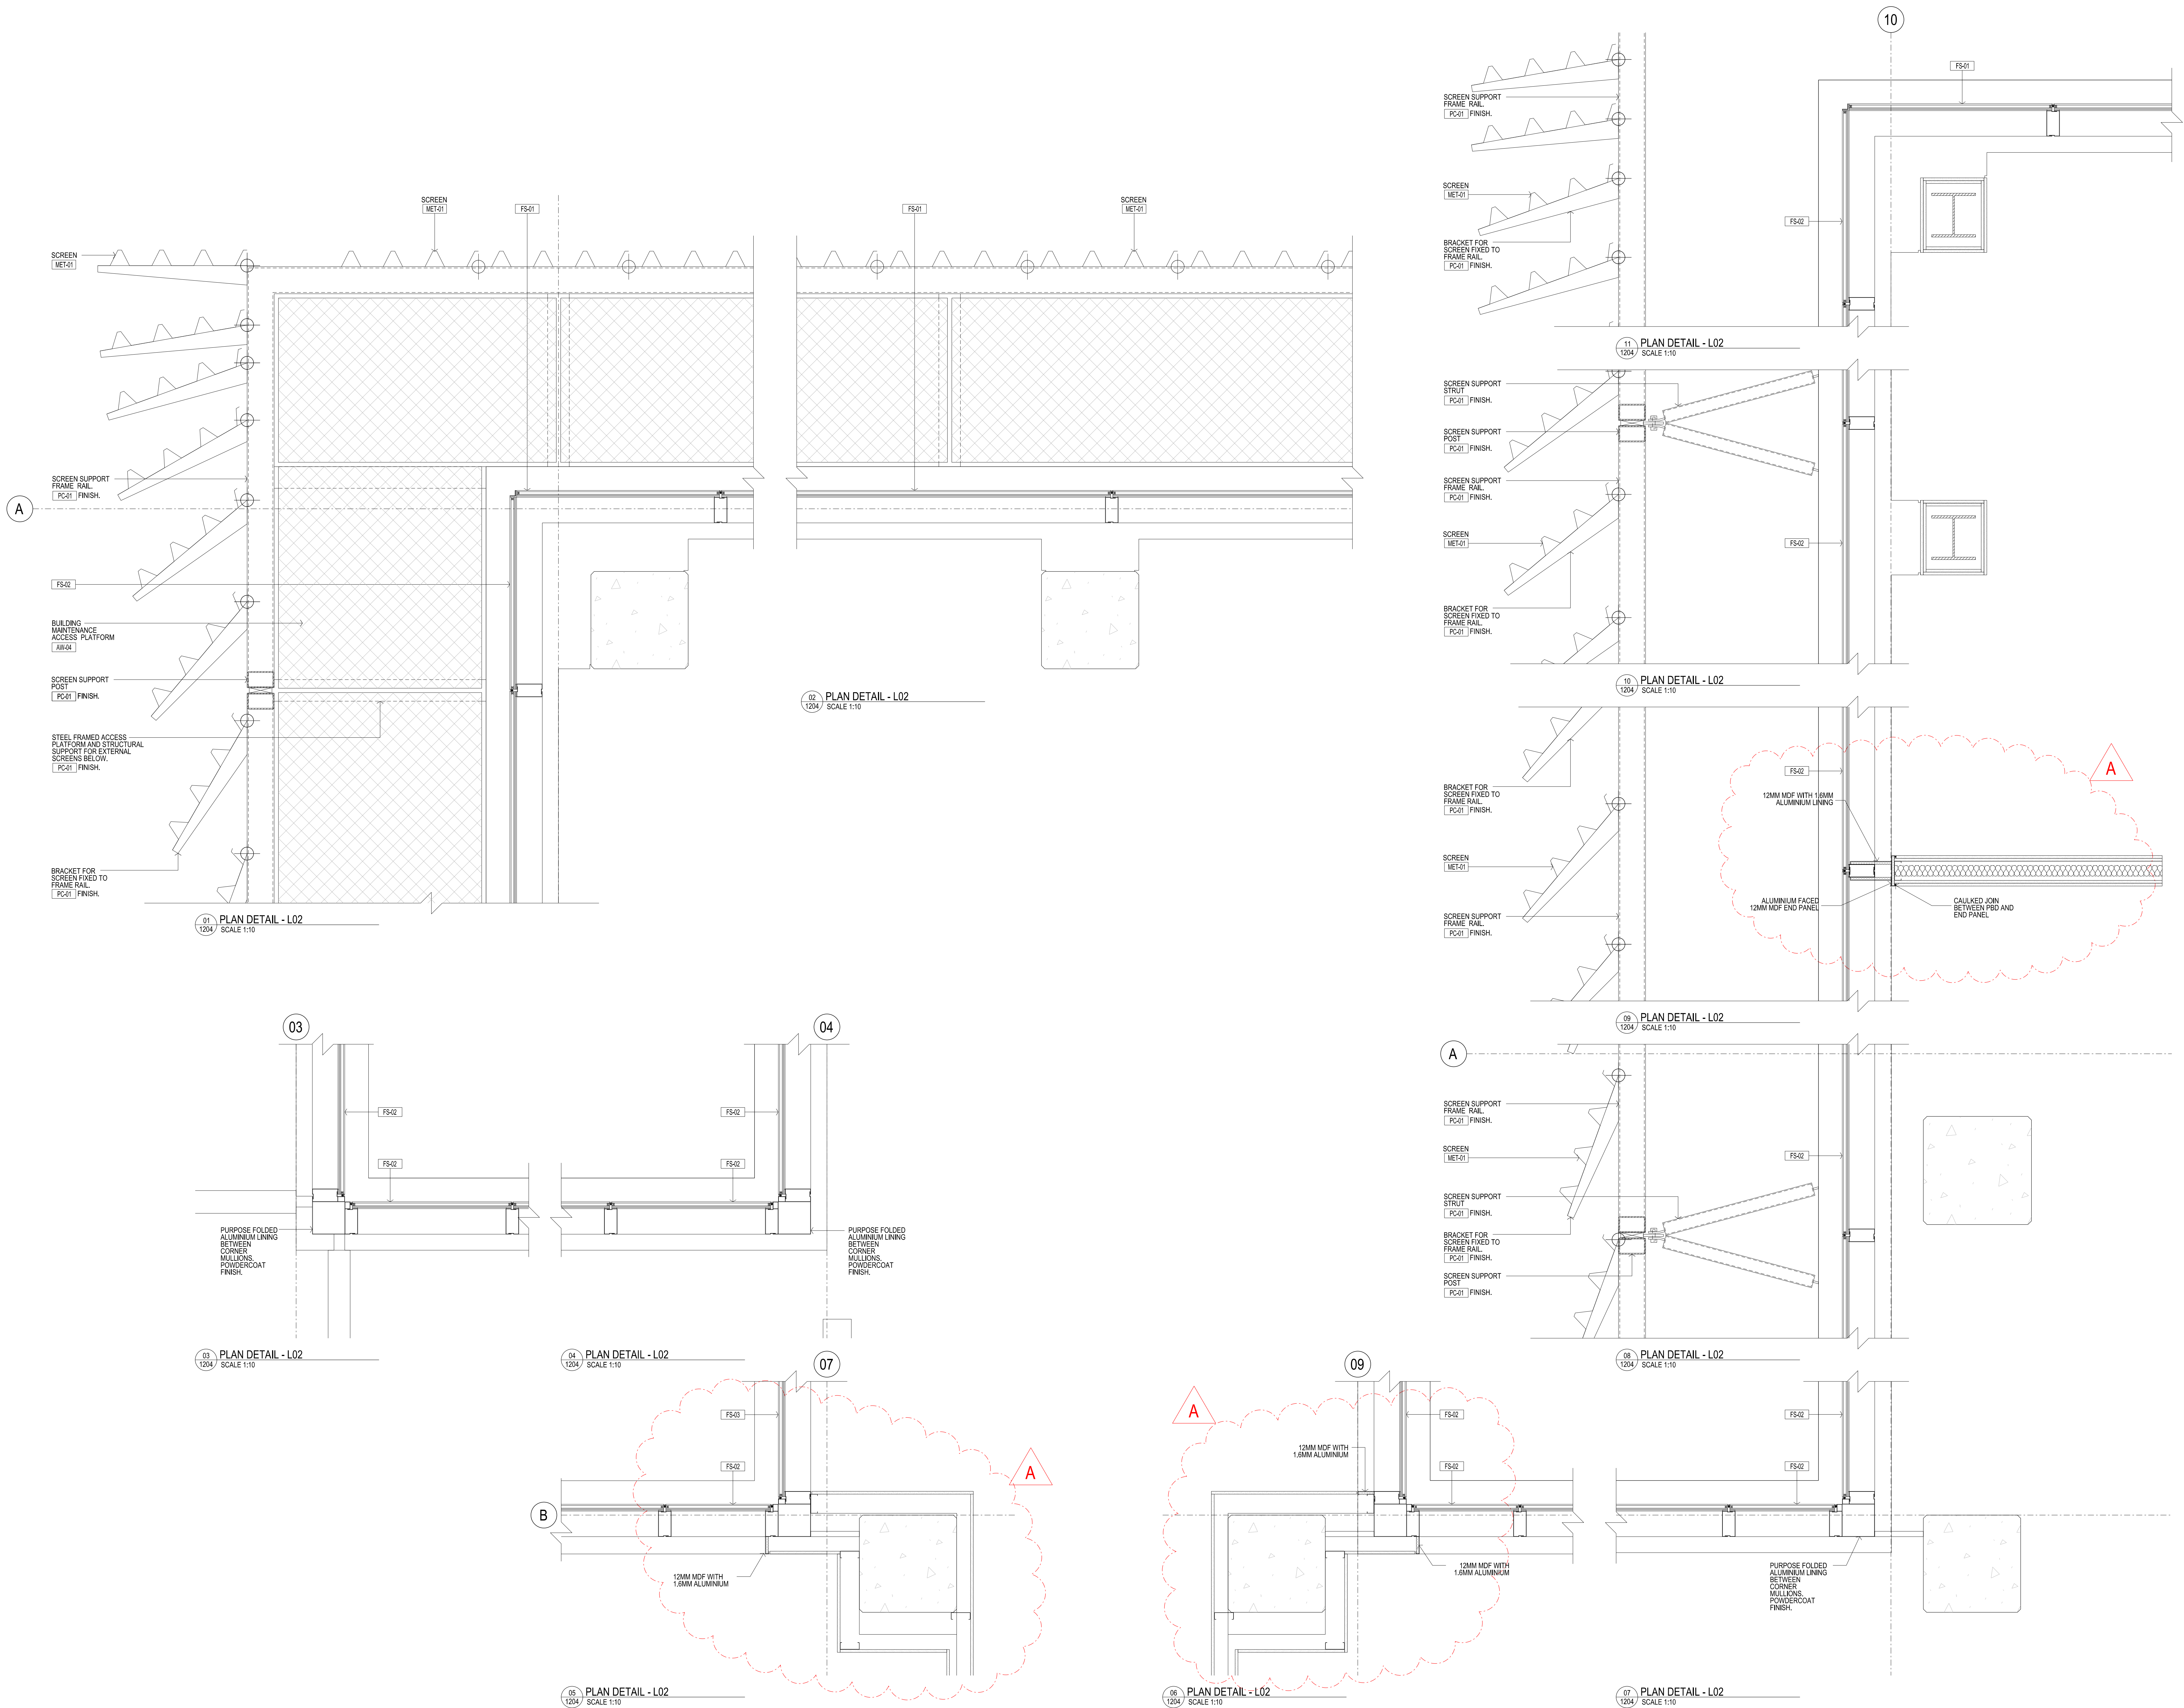 SCREEN
MET-01
SCREEN
MET-01
FS-01
SCREEN SUPPORT
FRAME RAIL.
PC-01 FINISH.
A
FS-02
BUILDING
MAINTENANCE
ACCESS PLATFORM
AW-04
SCREEN SUPPORT
POST
PC-01 FINISH.
STEEL FRAMED ACCESS
PLATFORM AND STRUCTURAL
SUPPORT FOR EXTERNAL
SCREENS BELOW.
PC-01 FINISH.
BRACKET FOR
SCREEN FIXED TO
FRAME RAIL.
PC-01 FINISH.
01
1204
PLAN DETAIL - L02
SCALE 1:10
FS-01
SCREEN
MET-01
02
1204
PLAN DETAIL - L02
SCALE 1:10
10
SCREEN SUPPORT
FRAME RAIL.
PC-01 FINISH.
FS-01
SCREEN
MET-01
FS-02
BRACKET FOR
SCREEN FIXED TO
FRAME RAIL.
PC-01 FINISH.
11
1204
PLAN DETAIL - L02
SCALE 1:10
SCREEN SUPPORT
STRUT
PC-01 FINISH.
SCREEN SUPPORT
POST
PC-01 FINISH.
SCREEN SUPPORT
FRAME RAIL.
PC-01 FINISH.
SCREEN
MET-01
FS-02
BRACKET FOR
SCREEN FIXED TO
FRAME RAIL.
PC-01 FINISH.
10
1204
PLAN DETAIL - L02
SCALE 1:10
A
FS-02
12MM MDF WITH 1.6MM
ALUMINIUM LINING
BRACKET FOR
SCREEN FIXED TO
FRAME RAIL.
PC-01 FINISH.
SCREEN
MET-01
ALUMINIUM FACED
12MM MDF END PANEL
CAULKED JOIN
BETWEEN PBD AND
END PANEL
SCREEN SUPPORT
FRAME RAIL.
PC-01 FINISH.
09
1204
PLAN DETAIL - L02
SCALE 1:10
A
SCREEN SUPPORT
FRAME RAIL.
PC-01 FINISH.
SCREEN
MET-01
FS-02
SCREEN SUPPORT
STRUT
PC-01 FINISH.
BRACKET FOR
SCREEN FIXED TO
FRAME RAIL.
PC-01 FINISH.
SCREEN SUPPORT
POST
PC-01 FINISH.
08
1204
PLAN DETAIL - L02
SCALE 1:10
03
FS-02
FS-02
PURPOSE FOLDED
ALUMINIUM LINING
BETWEEN
CORNER
MULLIONS.
POWDERCOAT
FINISH.
03
1204
PLAN DETAIL - L02
SCALE 1:10
04
FS-02
FS-02
PURPOSE FOLDED
ALUMINIUM LINING
BETWEEN
CORNER
MULLIONS.
POWDERCOAT
FINISH.
04
1204
PLAN DETAIL - L02
SCALE 1:10
07
FS-03
FS-02
A
B
12MM MDF WITH
1.6MM ALUMINIUM
05
1204
PLAN DETAIL - L02
SCALE 1:10
09
A
FS-02
12MM MDF WITH
1.6MM ALUMINIUM
FS-02
12MM MDF WITH
1.6MM ALUMINIUM
06
1204
PLAN DETAIL - L02
SCALE 1:10
FS-02
FS-02
PURPOSE FOLDED
ALUMINIUM LINING
BETWEEN
CORNER
MULLIONS.
POWDERCOAT
FINISH.
07
1204
PLAN DETAIL - L02
SCALE 1:10